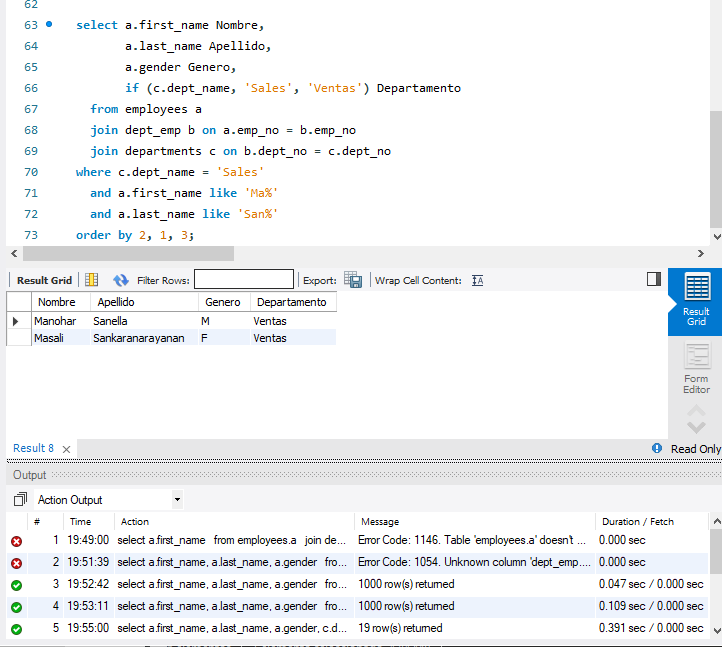 62
63 select a.first_name Nombre,
64 a.last_name Apellido,
65 a.gender Genero,
66 if (c.dept_name, 'Sales', 'Ventas') Departamento
67 from employees a
68 join dept_emp b on a.emp_no = b.emp_no
69 join departments c on b.dept_no = c.dept_no
70 where c.dept_name = 'Sales'
71 and a.first_name like 'Ma%'
72 and a.last_name like 'San%'
73 order by 2, 1, 3;
Result Grid Filter Rows: Export: Wrap Cell Content:
Nombre Apellido Genero Departamento
Manohar Sanella M Ventas
Masali Sankaranarayanan F Ventas
Result Grid
Form Editor
Result 8 Read Only
Output
Action Output
# Time Action Message Duration / Fetch
1 19:49:00 select a.first_name from employees.a join de... Error Code: 1146. Table 'employees.a' doesn't ... 0.000 sec
2 19:51:39 select a.first_name, a.last_name, a.gender fro... Error Code: 1054. Unknown column 'dept_emp.... 0.000 sec
3 19:52:42 select a.first_name, a.last_name, a.gender fro... 1000 row(s) returned 0.047 sec / 0.000 sec
4 19:53:11 select a.first_name, a.last_name, a.gender fro... 1000 row(s) returned 0.109 sec / 0.000 sec
5 19:55:00 select a.first_name, a.last_name, a.gender, c.d... 19 row(s) returned 0.391 sec / 0.000 sec